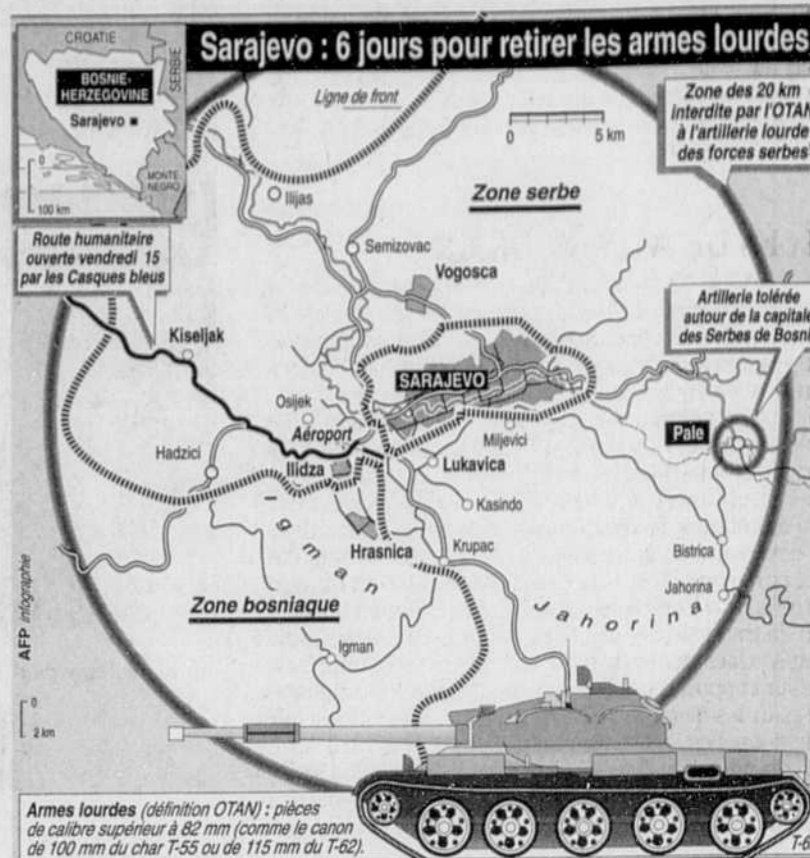 Sarajevo : 6 jours pour retirer les armes lourdes
CROATIE
SERBIE
BOSNIE-
HERZEGOVINE
Sarajevo
MONTE-
NEGRO
0
100 km
Ligne de front
0
5 km
Zone des 20 km
interdite par l'OTAN
à l'artillerie lourde
des forces serbes
Ilijas
Zone serbe
Route humanitaire
ouverte vendredi 15
par les Casques bleus
Semizovac
Vogosca
Artillerie tolérée
autour de la capitale
des Serbes de Bosni
Kiseljak
SARAJEVO
Osijek
Aéroport
Miljevici
Pale
Hadzici
Ilidza
Lukavica
Kasindo
Igman
Hrasnica
Krupac
Bistrica
Jahorina
Jahorina
Zone bosniaque
Igman
AFP infographie
0
2 km
Armes lourdes (définition OTAN) : pièces
de calibre supérieur à 82 mm (comme le canon
de 100 mm du char T-55 ou de 115 mm du T-62).